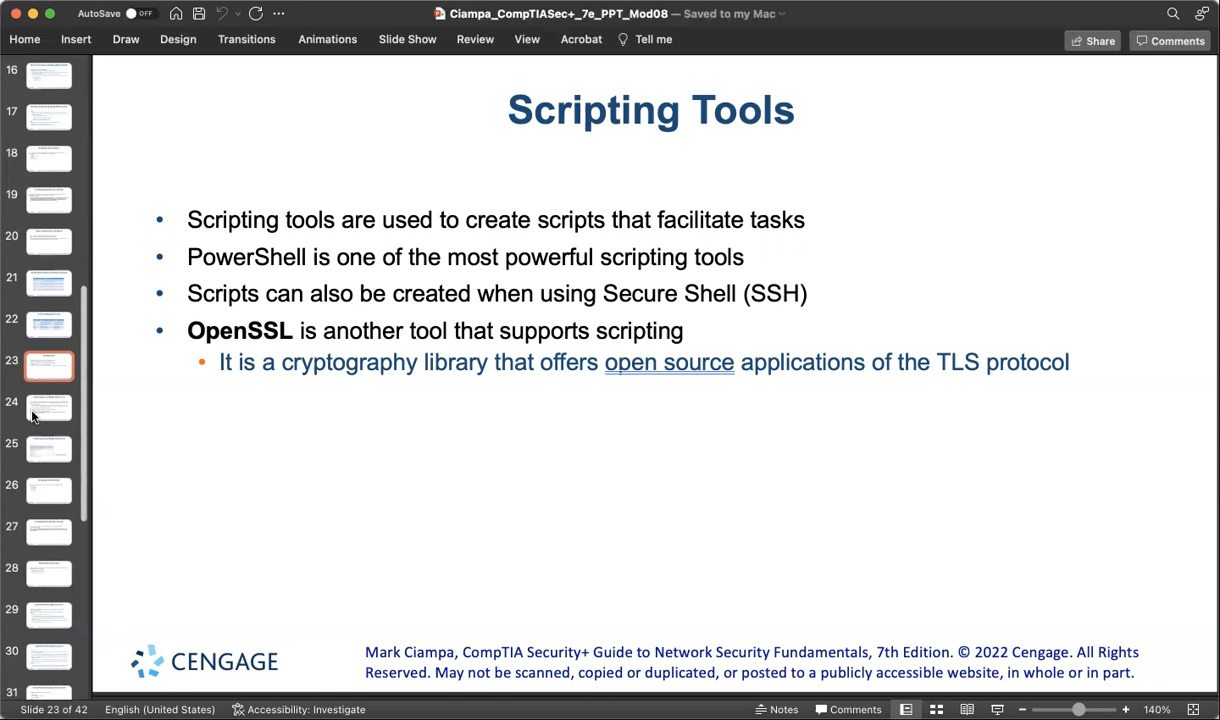 AutoSave OFF
Ciampa_CompTIASec+_7e_PPT_Mod08 — Saved to my Mac
Home Insert Draw Design Transitions Animations Slide Show Review View Acrobat Tell me Share Comments
16
17
18
19
20
21
22
23
24
25
26
27
28
29
30
31
Scripting Tools
• Scripting tools are used to create scripts that facilitate tasks
• PowerShell is one of the most powerful scripting tools
• Scripts can also be created when using Secure Shell (SSH)
• OpenSSL is another tool that supports scripting
• It is a cryptography library that offers open source applications of the TLS protocol
CENGAGE
Mark Ciampa, CompTIA Security+ Guide to Network Security Fundamentals, 7th Edition. © 2022 Cengage. All Rights
Reserved. May not be scanned, copied or duplicated, or posted to a publicly accessible website, in whole or in part.
Slide 23 of 42 English (United States) Accessibility: Investigate Notes Comments 140%